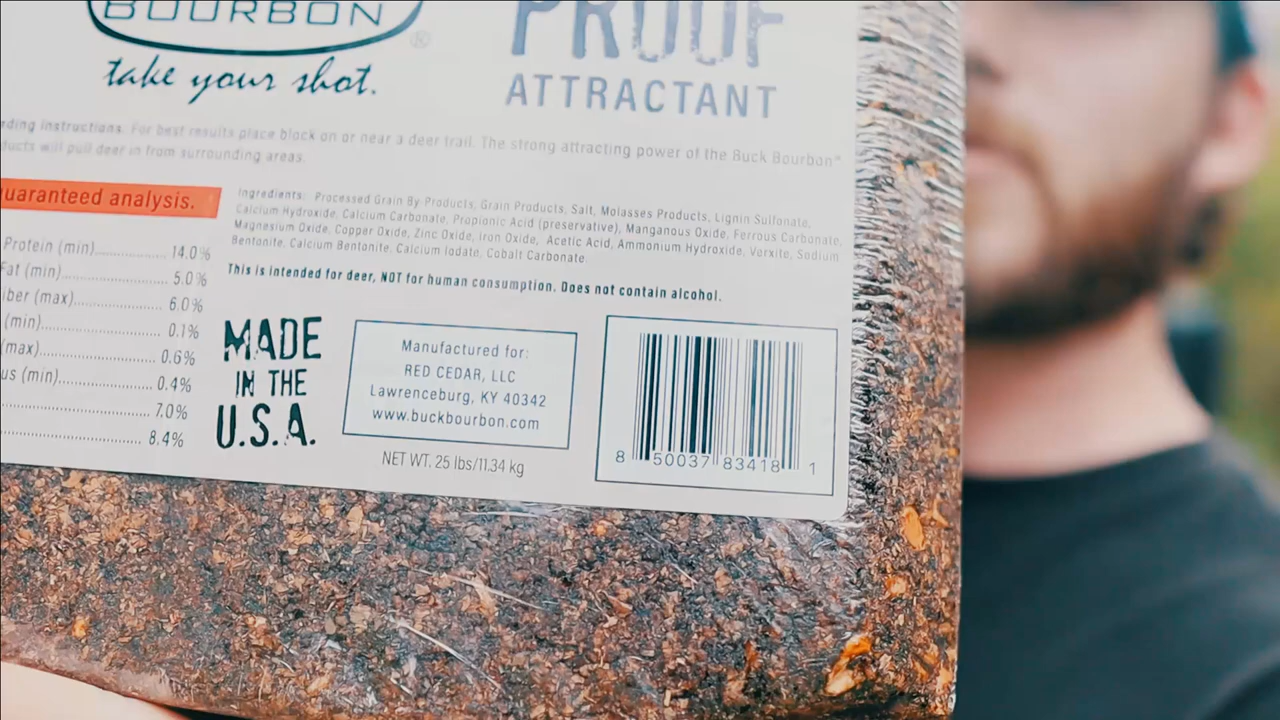 BOURBON
®
take your shot.
PROOF
ATTRACTANT
ding instructions: For best results place block on or near a deer trail. The strong attracting power of the Buck Bourbon®
ducts will pull deer in from surrounding areas.
uaranteed analysis.
Protein (min) 14.0%
Fat (min) 5.0%
iber (max) 6.0%
(min) 0.1%
(max) 0.6%
us (min) 0.4%
7.0%
8.4%
Ingredients: Processed Grain By-Products, Grain Products, Salt, Molasses Products, Lignin Sulfonate,
Calcium Hydroxide, Calcium Carbonate, Propionic Acid (preservative), Manganous Oxide, Ferrous Carbonate,
Magnesium Oxide, Copper Oxide, Zinc Oxide, Iron Oxide, Acetic Acid, Ammonium Hydroxide, Verxite, Sodium
Bentonite, Calcium Bentonite, Calcium Iodate, Cobalt Carbonate
This is intended for deer, NOT for human consumption. Does not contain alcohol.
MADE
IN THE
U.S.A.
Manufactured for:
RED CEDAR, LLC
Lawrenceburg, KY 40342
www.buckbourbon.com
NET WT. 25 lbs/11.34 kg
8 50037 83418 1